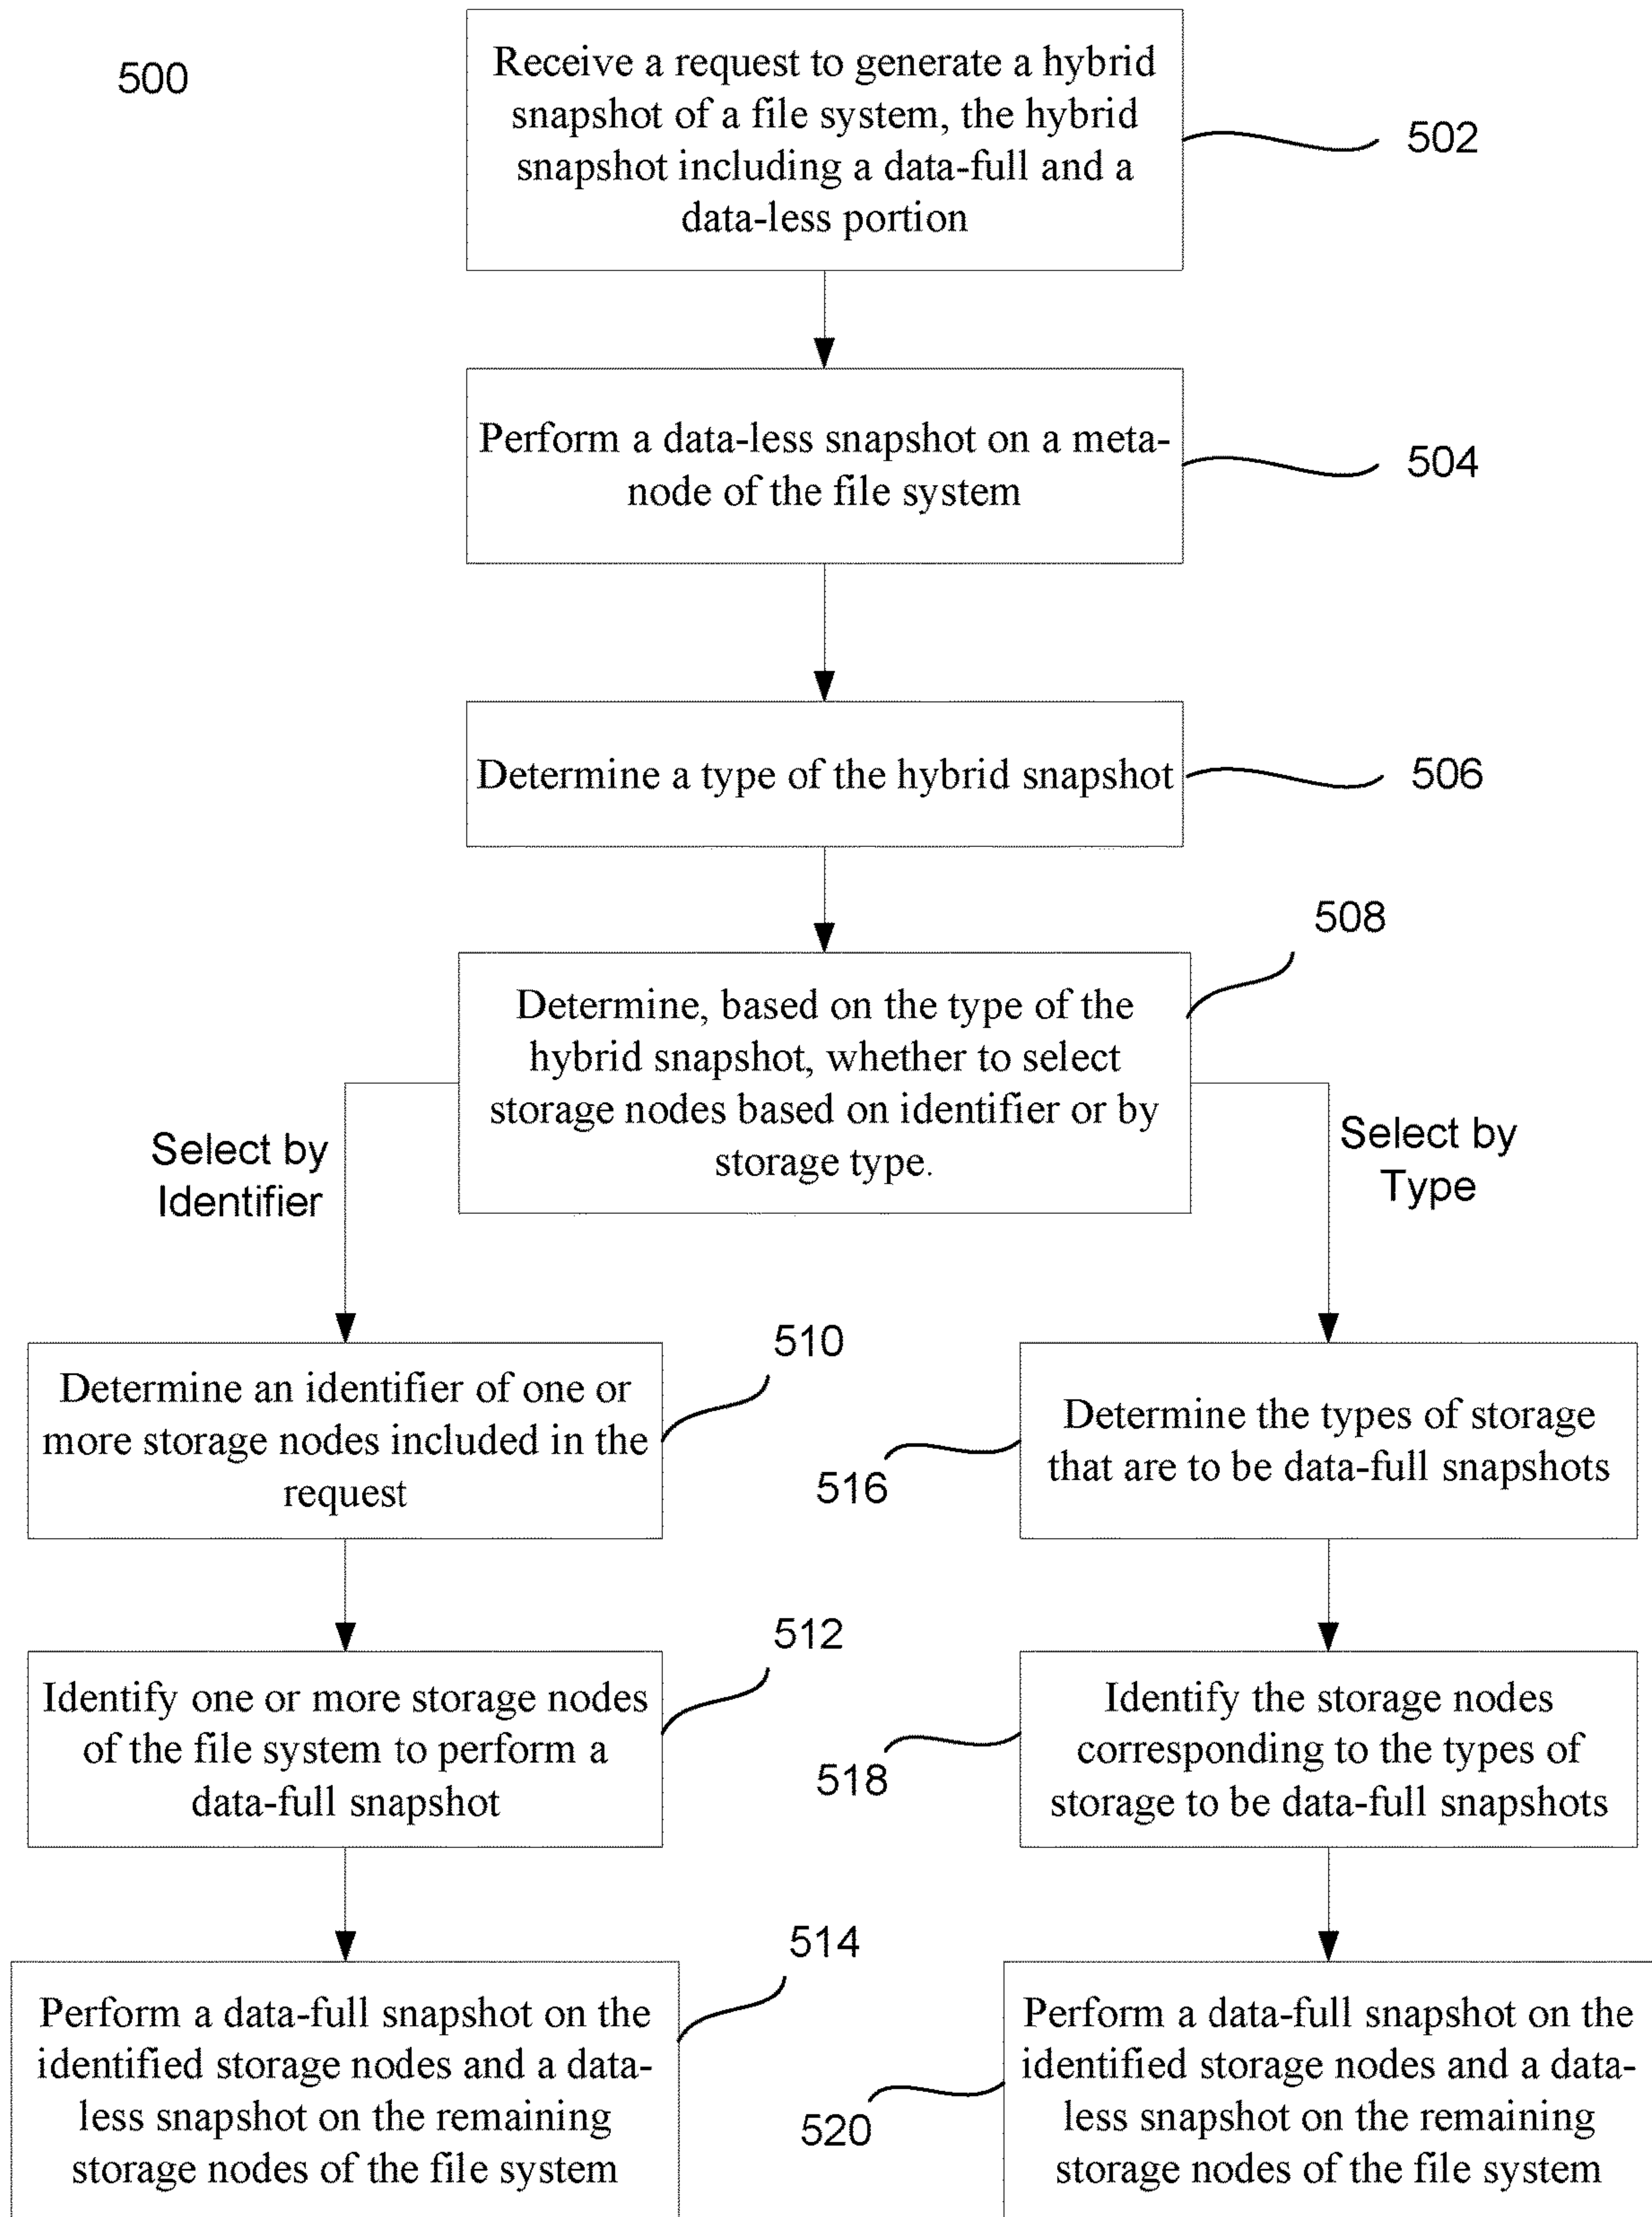 500
Receive a request to generate a hybrid
snapshot of a file system, the hybrid
snapshot including a data-full and a
data-less portion
502
Perform a data-less snapshot on a meta-
node of the file system
504
Determine a type of the hybrid snapshot
506
508
Determine, based on the type of the
hybrid snapshot, whether to select
storage nodes based on identifier or by
storage type.
Select by
Identifier
Select by
Type
510
Determine an identifier of one or
more storage nodes included in the
request
512
Identify one or more storage nodes
of the file system to perform a
data-full snapshot
514
Perform a data-full snapshot on the
identified storage nodes and a data-
less snapshot on the remaining
storage nodes of the file system
Determine the types of storage
that are to be data-full snapshots
516
Identify the storage nodes
corresponding to the types of
storage to be data-full snapshots
518
Perform a data-full snapshot on the
identified storage nodes and a data-
less snapshot on the remaining
storage nodes of the file system
520